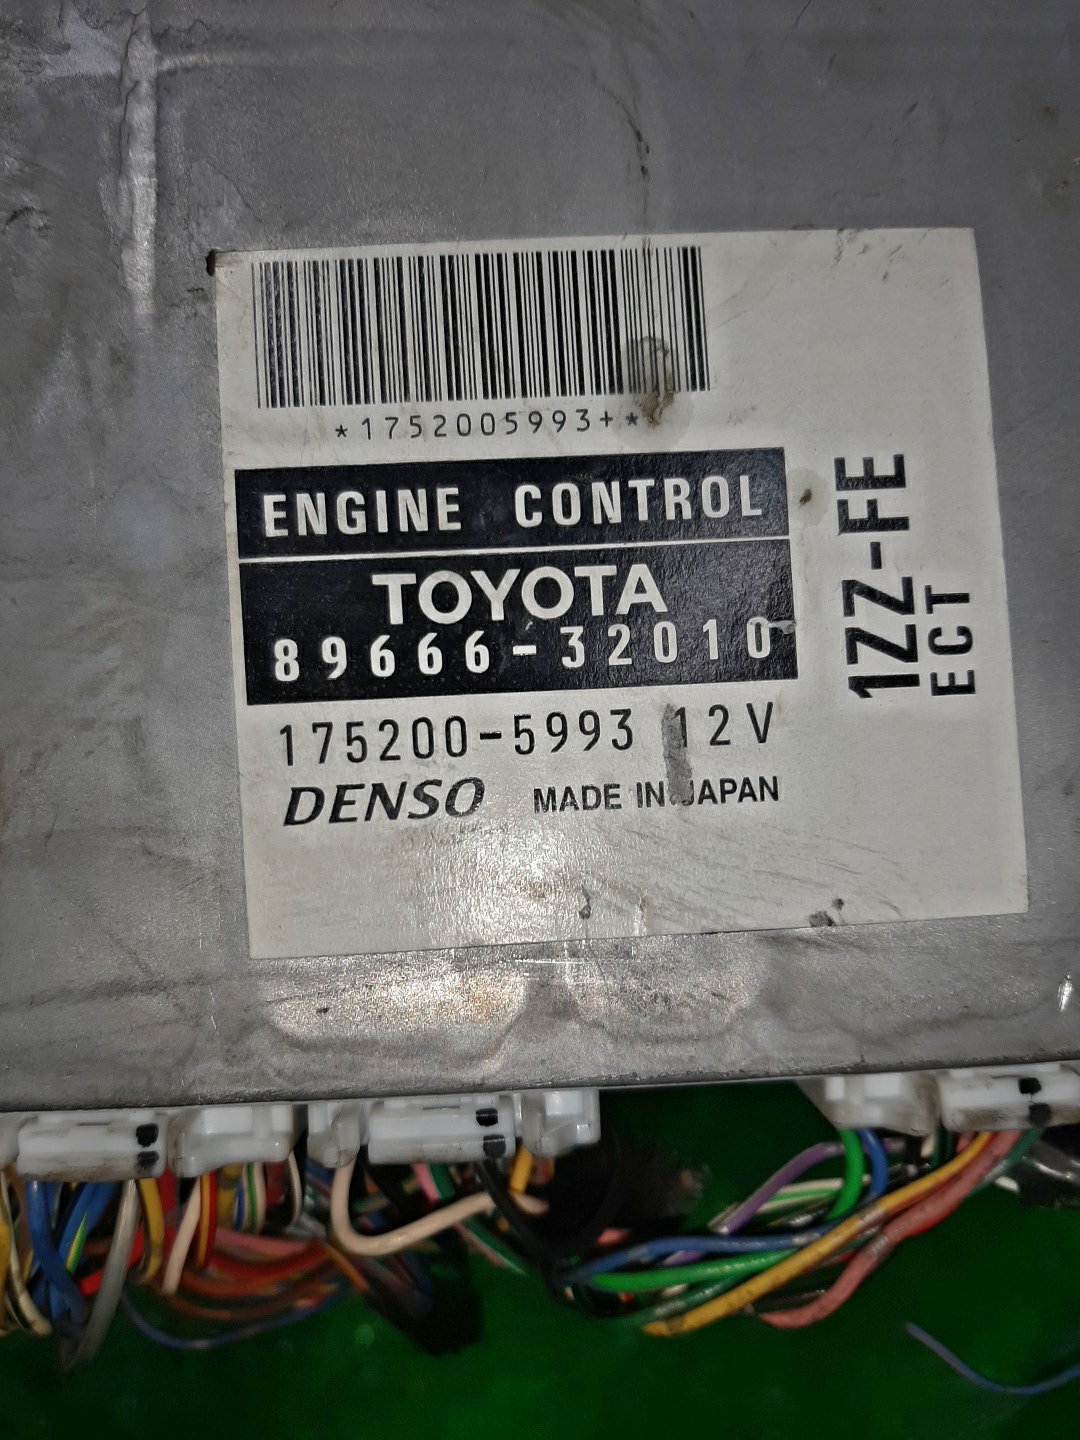 *1752005993+*
ENGINE CONTROL
TOYOTA
89666-32010
175200-5993 12V
DENSO MADE IN JAPAN
1ZZ-FE
ECT